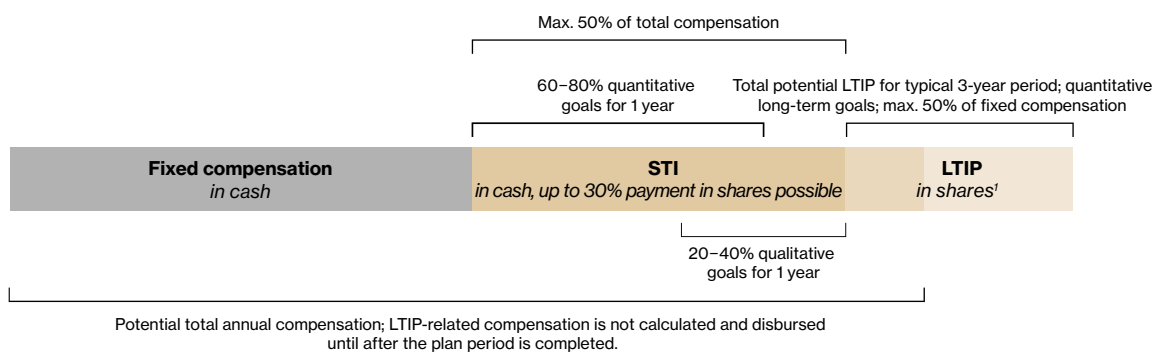 Max. 50% of total compensation
60–80% quantitative
goals for 1 year
Total potential LTIP for typical 3-year period; quantitative
long-term goals; max. 50% of fixed compensation
Fixed compensation
in cash
STI
in cash, up to 30% payment in shares possible
LTIP
in shares¹
20–40% qualitative
goals for 1 year
Potential total annual compensation; LTIP-related compensation is not calculated and disbursed
until after the plan period is completed.